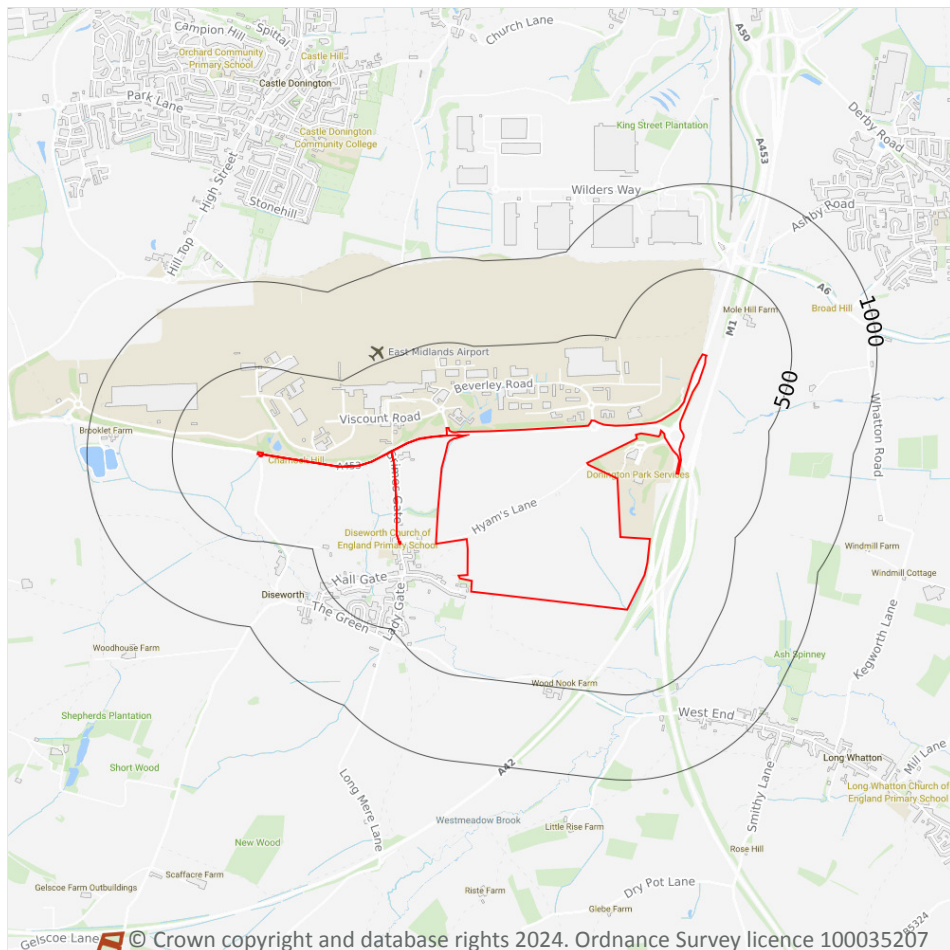 Campion Hill
Spittal
Church Lane
A50
Orchard Community
Primary School
Castle Hill
Castle Donington
Park Lane
Derby Road
Castle Donington
Community College
King Street Plantation
A453
High Street
Wilders Way
Stonehill
Ashby Road
Hill Top
A6
Broad Hill
Mole Hill Farm
1000
M1
East Midlands Airport
Beverley Road
500
Viscount Road
Whatton Road
Brooklet Farm
Charnock Hill
A453
Grimes Gate
Donington Park Services
Hyam's Lane
Diseworth Church of
England Primary School
Windmill Farm
Hall Gate
Windmill Cottage
Diseworth
The Green
Lady Gate
Kegworth Lane
Woodhouse Farm
Ash Spinney
Wood Nook Farm
Shepherds Plantation
West End
Short Wood
A42
Long Whatton
Mill Lane
Long Whatton Church of
England Primary School
Long Mere Lane
Smithy Lane
Westmeadow Brook
Little Rise Farm
New Wood
Rose Hill
Scaffacre Farm
Gelscoe Farm Outbuildings
Riste Farm
Dry Pot Lane
Glebe Farm
Gelscoe Lane
© Crown copyright and database rights 2024. Ordnance Survey licence 100035207